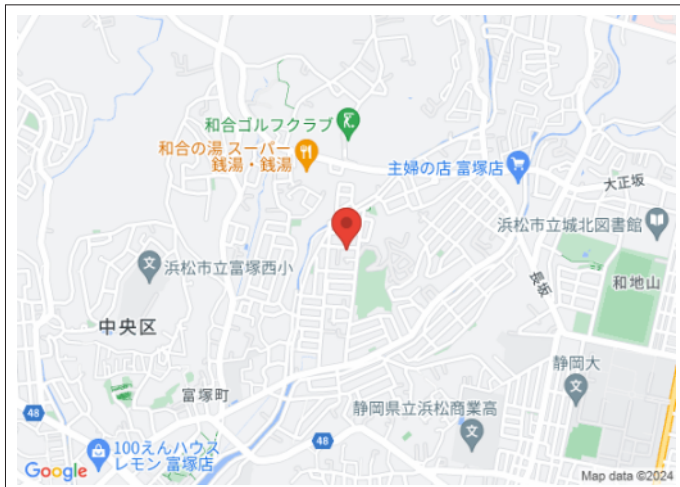 和合ゴルフクラブ
和合の湯 スーパー
銭湯・銭湯
主婦の店 富塚店
大正坂
浜松市立城北図書館
浜松市立富塚西小
長坂
和地山
中央区
静岡大
富塚町
48
静岡県立浜松商業高
48
100えんハウス
レモン 富塚店
Google
Map data ©2024